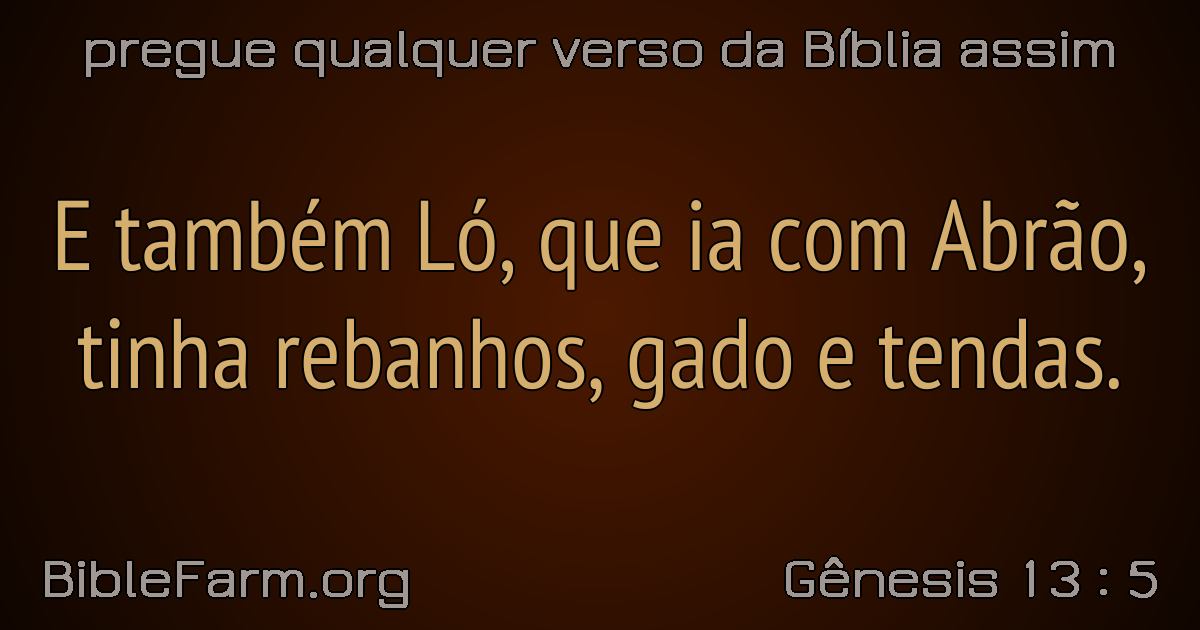 pregue qualquer verso da Bíblia assim
E também Ló, que ia com Abrão,
tinha rebanhos, gado e tendas.
BibleFarm.org
Gênesis 13 : 5